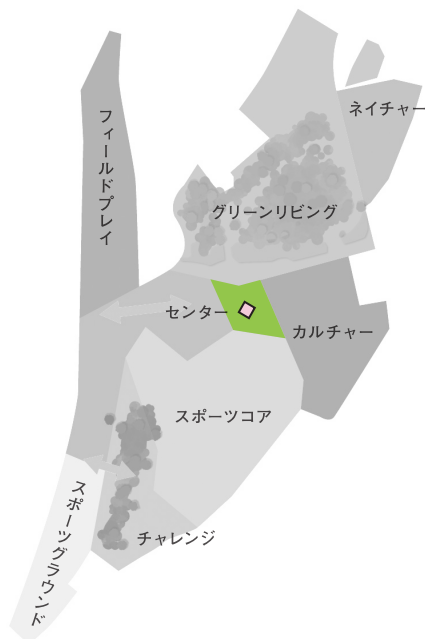 フィールドプレイ
ネイチャー
グリーンリビング
センター
カルチャー
スポーツコア
スポーツグラウンド
チャレンジ